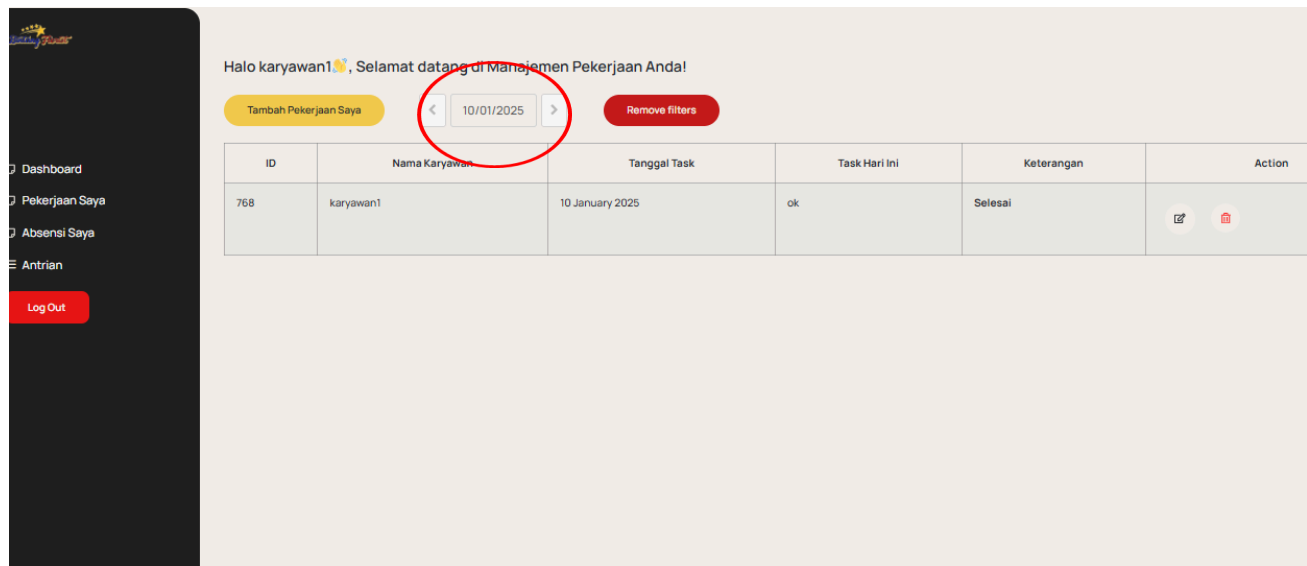 Halo karyawan1👋, Selamat datang di Manajemen Pekerjaan Anda!
Tambah Pekerjaan Saya < 10/01/2025 > Remove filters
ID Nama Karyawan Tanggal Task Task Hari Ini Keterangan Action
768 karyawan1 10 January 2025 ok Selesai
Dashboard
Pekerjaan Saya
Absensi Saya
Antrian
Log Out